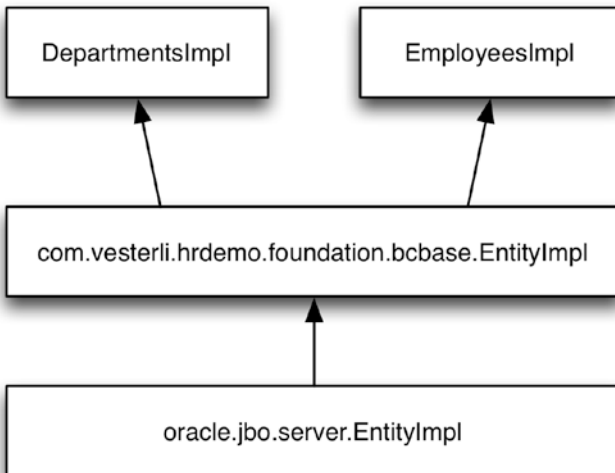 DepartmentsImpl
EmployeesImpl
com.vesterli.hrdemo.foundation.bcbase.EntityImpl
oracle.jbo.server.EntityImpl